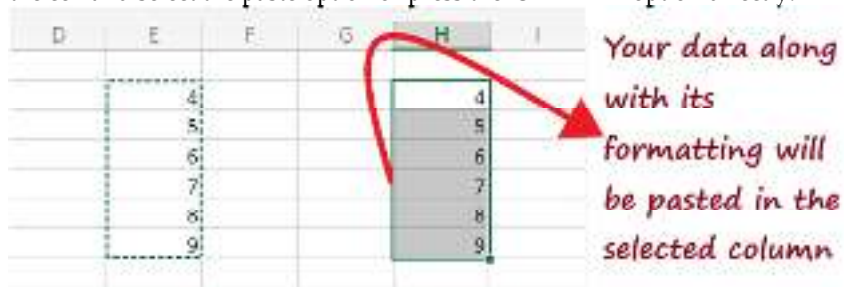 D E F G H I
4 4
5 5
6 6
7 7
8 8
9 9
Your data along
with its
formatting will
be pasted in the
selected column